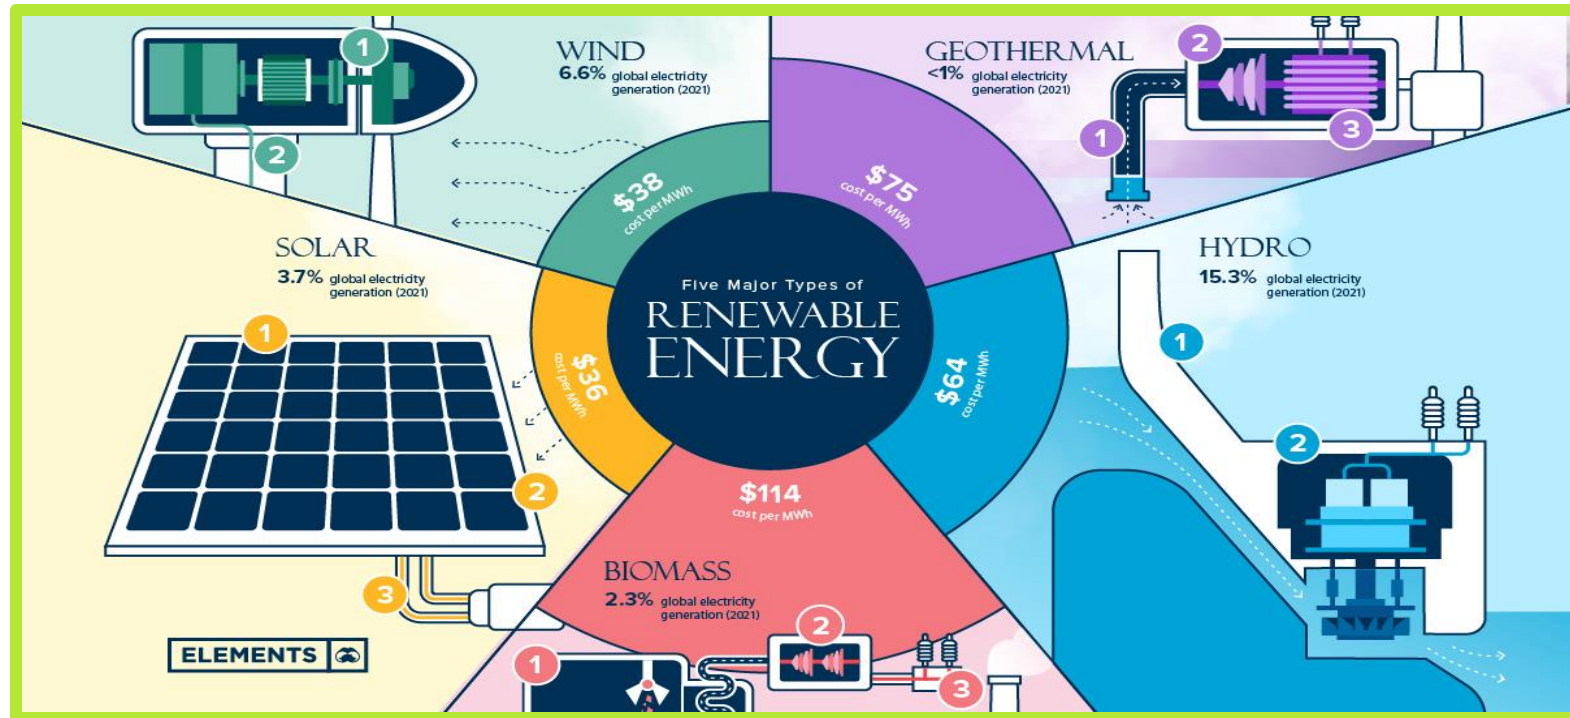 WIND
6.6% global electricity
generation (2021)
1
2
$38
cost per MWh
GEOTHERMAL
<1% global electricity
generation (2021)
1
2
3
$75
cost per MWh
SOLAR
3.7% global electricity
generation (2021)
1
2
3
$36
cost per MWh
Five Major Types of
RENEWABLE
ENERGY
HYDRO
15.3% global electricity
generation (2021)
1
2
$64
cost per MWh
$114
cost per MWh
BIOMASS
2.3% global electricity
generation (2021)
1
2
3
ELEMENTS